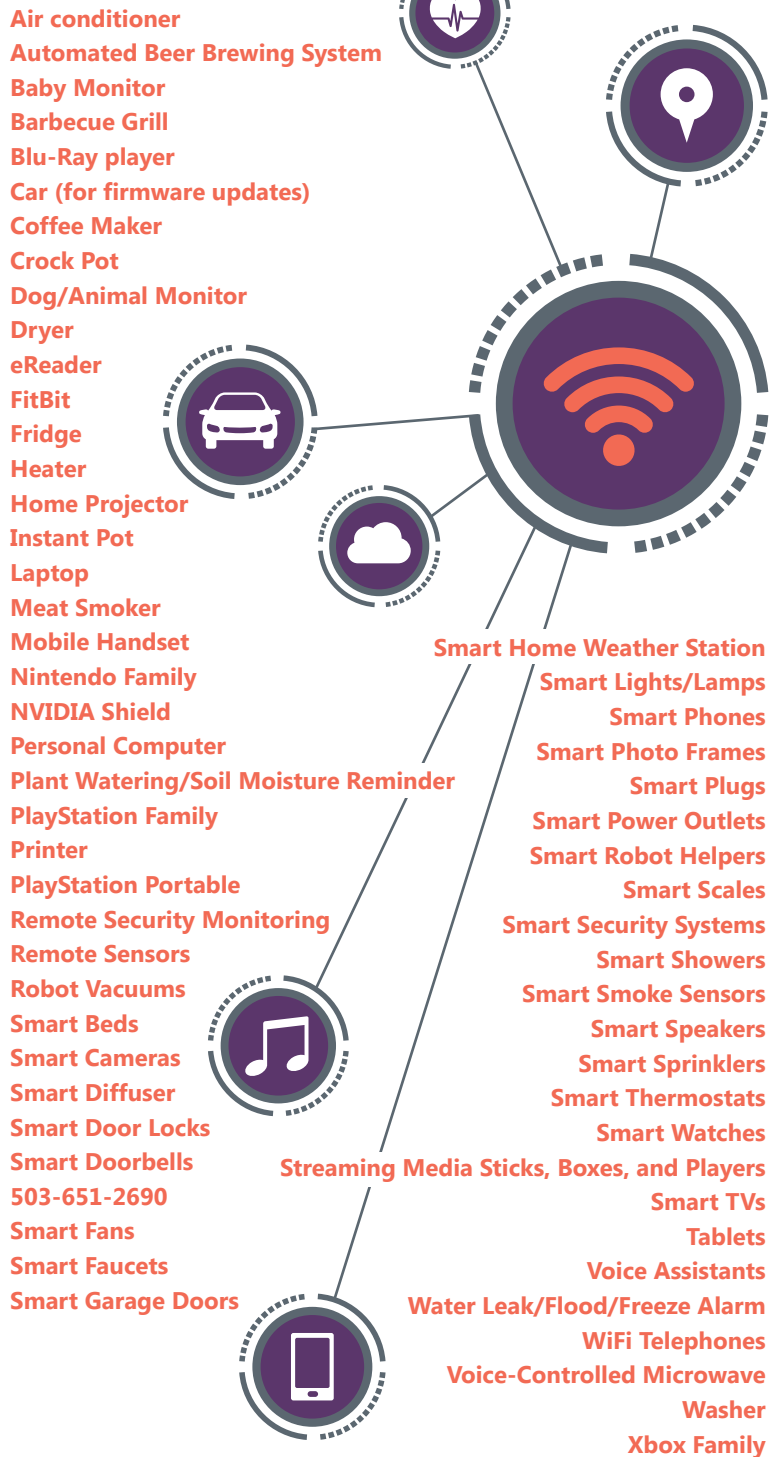 Air conditioner
Automated Beer Brewing System
Baby Monitor
Barbecue Grill
Blu-Ray player
Car (for firmware updates)
Coffee Maker
Crock Pot
Dog/Animal Monitor
Dryer
eReader
FitBit
Fridge
Heater
Home Projector
Instant Pot
Laptop
Meat Smoker
Mobile Handset
Nintendo Family
NVIDIA Shield
Personal Computer
Plant Watering/Soil Moisture Reminder
PlayStation Family
Printer
PlayStation Portable
Remote Security Monitoring
Remote Sensors
Robot Vacuums
Smart Beds
Smart Cameras
Smart Diffuser
Smart Door Locks
Smart Doorbells
503-651-2690
Smart Fans
Smart Faucets
Smart Garage Doors
Smart Home Weather Station
Smart Lights/Lamps
Smart Phones
Smart Photo Frames
Smart Plugs
Smart Power Outlets
Smart Robot Helpers
Smart Scales
Smart Security Systems
Smart Showers
Smart Smoke Sensors
Smart Speakers
Smart Sprinklers
Smart Thermostats
Smart Watches
Streaming Media Sticks, Boxes, and Players
Smart TVs
Tablets
Voice Assistants
Water Leak/Flood/Freeze Alarm
WiFi Telephones
Voice-Controlled Microwave
Washer
Xbox Family